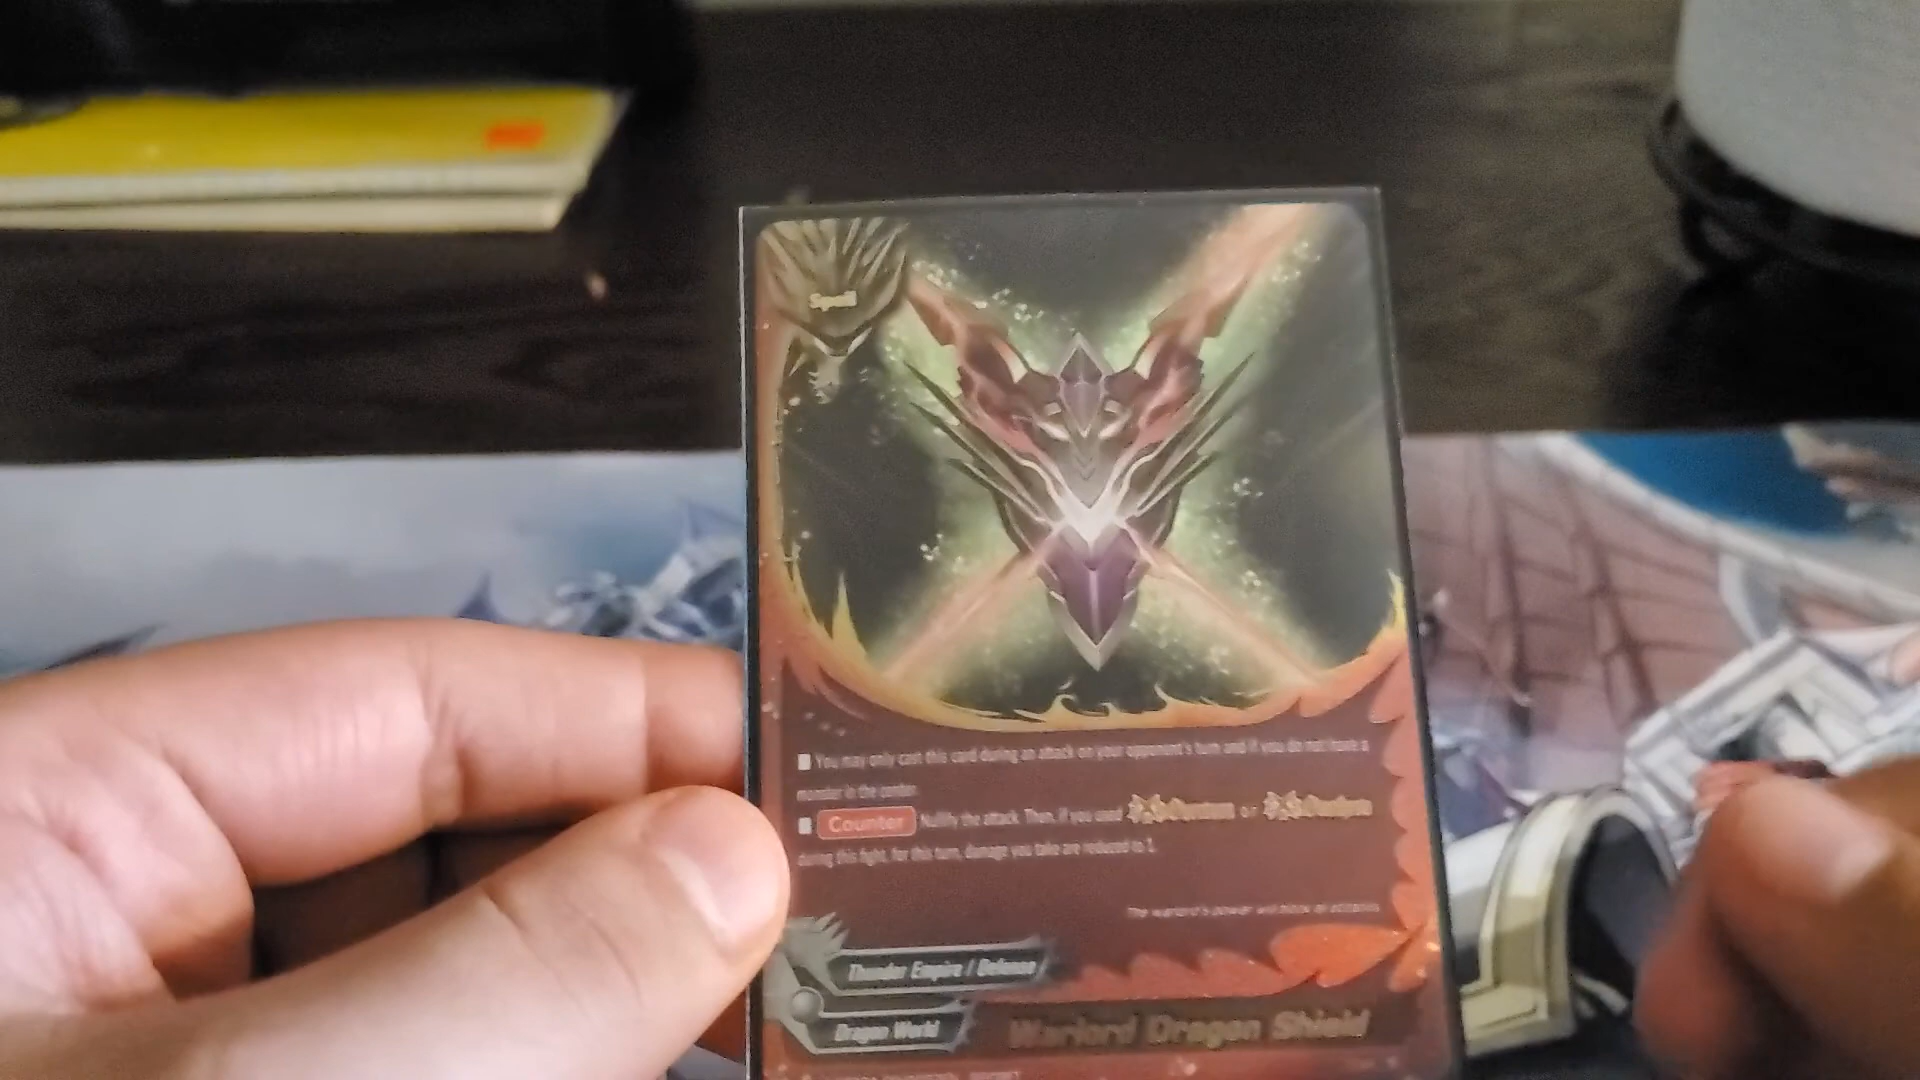 Spell
You may only cast this card during an attack on your opponent's turn and if you do not have a
monster in the center.
Counter Nullify the attack. Then, if you used or
during this fight, for this turn, damage you take are reduced to 1.
The warlord's power will block all attacks.
Thunder Empire / Defense
Dragon World
Warlord Dragon Shield